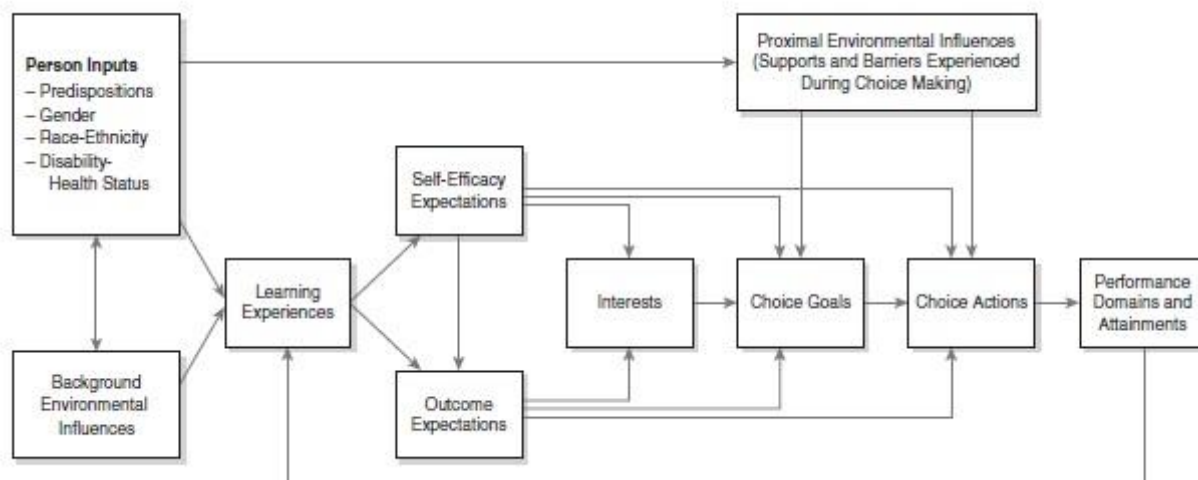 Person Inputs
– Predispositions
– Gender
– Race-Ethnicity
– Disability-
Health Status
Proximal Environmental Influences
(Supports and Barriers Experienced
During Choice Making)
Self-Efficacy
Expectations
Learning
Experiences
Interests
Choice Goals
Choice Actions
Performance
Domains and
Attainments
Background
Environmental
Influences
Outcome
Expectations